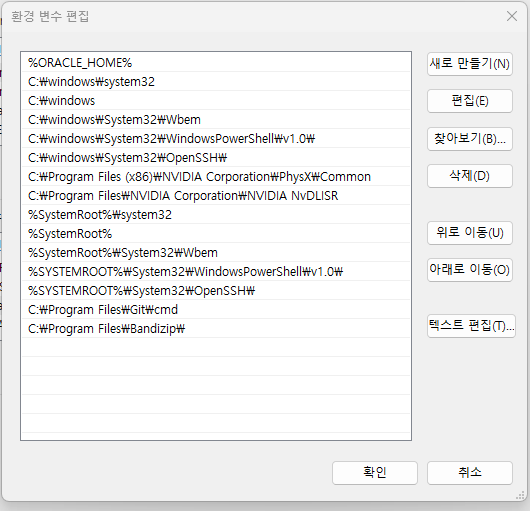 환경 변수 편집
%ORACLE_HOME%
C:₩windows₩system32
C:₩windows
C:₩windows₩System32₩Wbem
C:₩windows₩System32₩WindowsPowerShell₩v1.0₩
C:₩windows₩System32₩OpenSSH₩
C:₩Program Files (x86)₩NVIDIA Corporation₩PhysX₩Common
C:₩Program Files₩NVIDIA Corporation₩NVIDIA NvDLISR
%SystemRoot%₩system32
%SystemRoot%
%SystemRoot%₩System32₩Wbem
%SYSTEMROOT%₩System32₩WindowsPowerShell₩v1.0₩
%SYSTEMROOT%₩System32₩OpenSSH₩
C:₩Program Files₩Git₩cmd
C:₩Program Files₩Bandizip₩
새로 만들기(N)
편집(E)
찾아보기(B)...
삭제(D)
위로 이동(U)
아래로 이동(O)
텍스트 편집(T)...
확인
취소